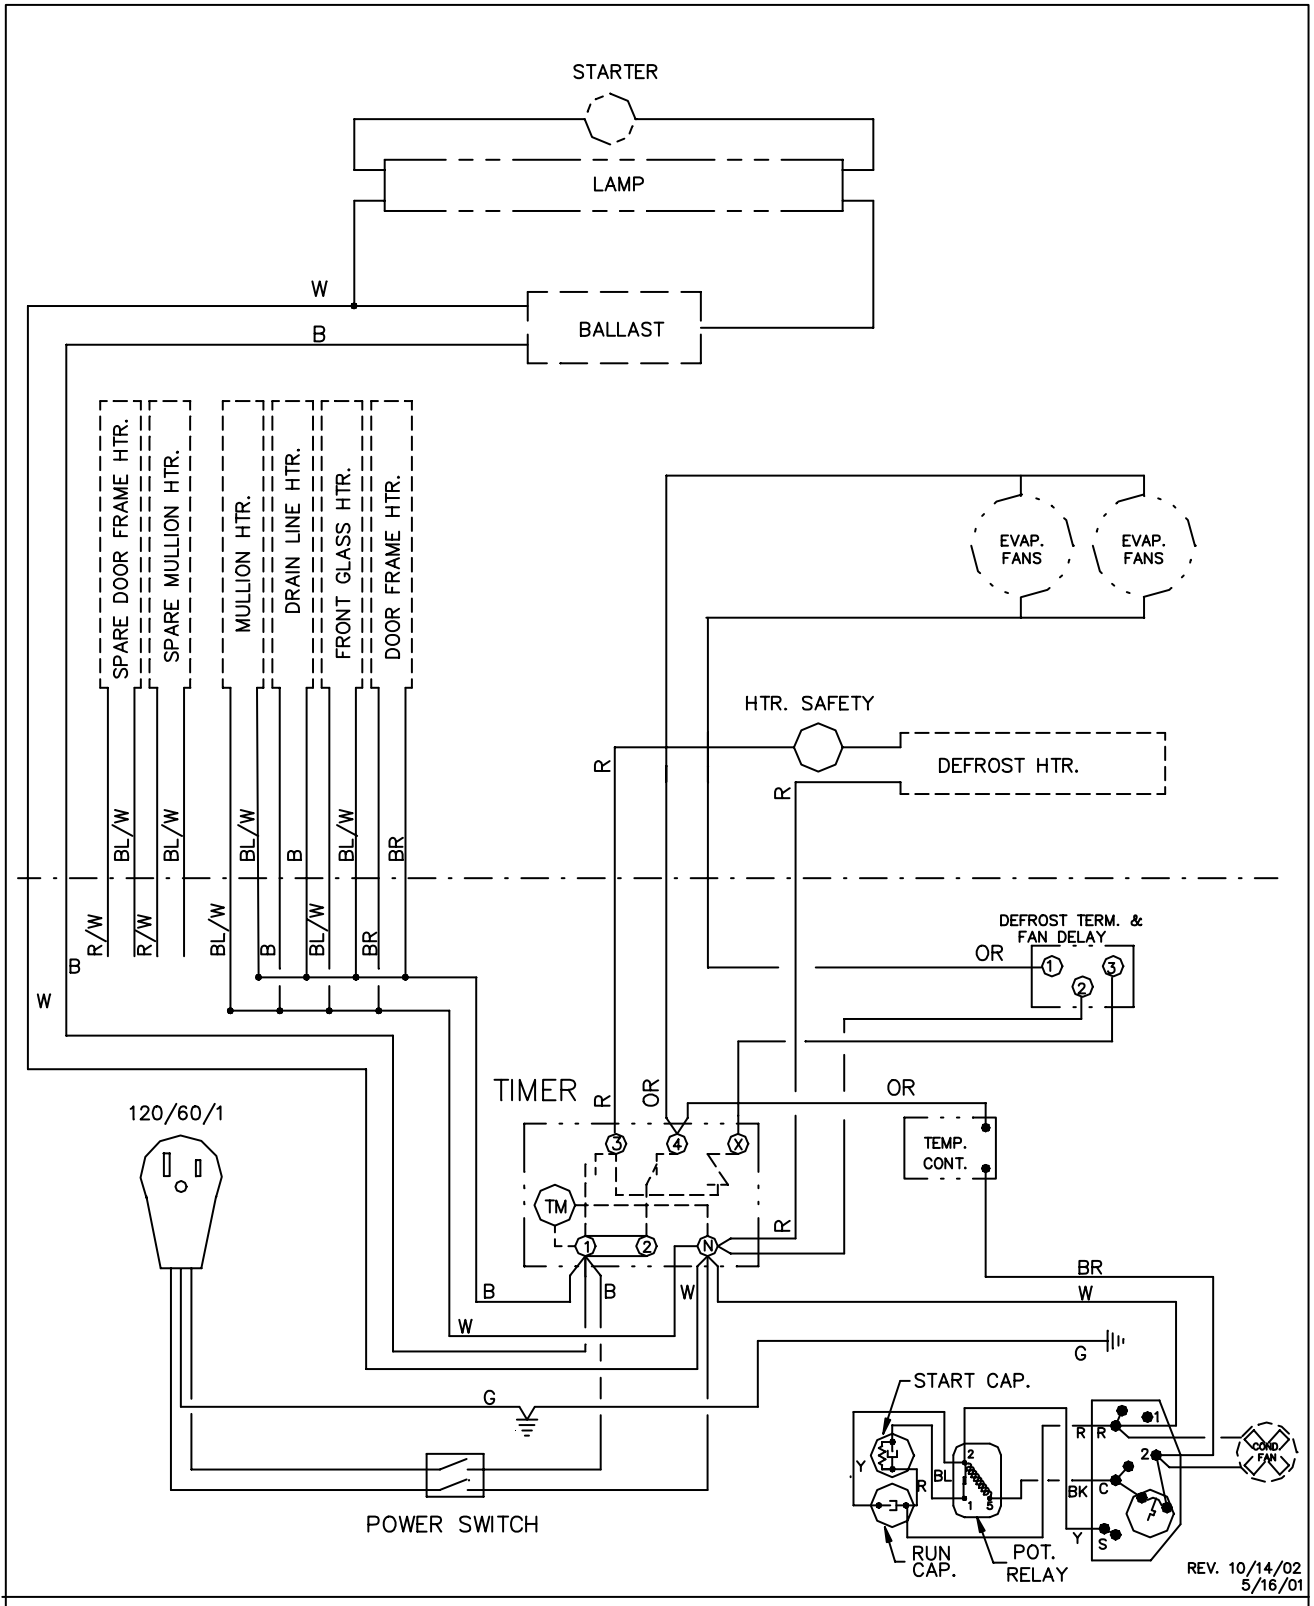 STARTER
LAMP
W
BALLAST
B
SPARE DOOR FRAME HTR.
SPARE MULLION HTR.
MULLION HTR.
DRAIN LINE HTR.
FRONT GLASS HTR.
DOOR FRAME HTR.
EVAP.
FANS
EVAP.
FANS
HTR. SAFETY
R
DEFROST HTR.
R
BL/W
BL/W
BL/W
B
BL/W
BR
R/W
R/W
BL/W
B
BL/W
BR
DEFROST TERM. &
FAN DELAY
OR
1
3
2
B
W
TIMER
R
OR
OR
120/60/1
3
4
X
TEMP.
CONT.
TM
R
1
2
N
BR
B
B
W
W
W
G
G
START CAP.
R
R
1
2
COND.
FAN
Y
BL
R
2
1
5
BK
C
Y
S
POWER SWITCH
RUN
CAP.
POT.
RELAY
REV. 10/14/02
5/16/01